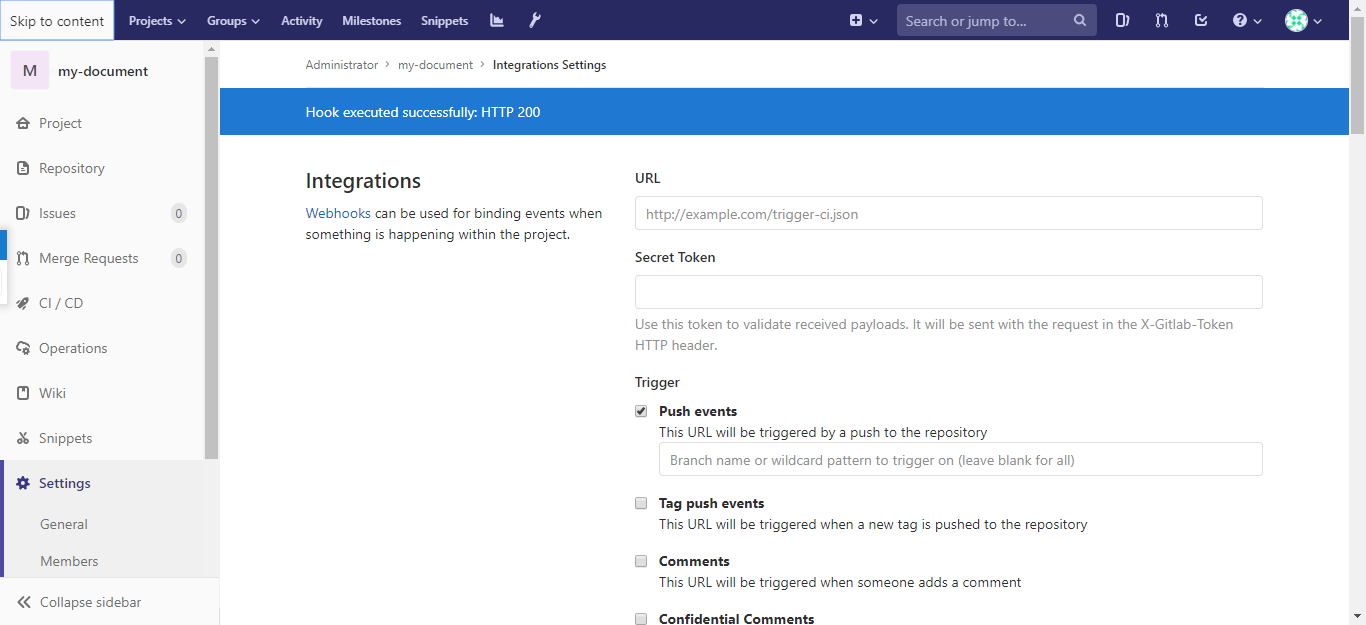 Skip to content
Projects
Groups
Activity
Milestones
Snippets
Search or jump to...
M
my-document
Project
Repository
Issues 0
Merge Requests 0
CI / CD
Operations
Wiki
Snippets
Settings
General
Members
Collapse sidebar
Administrator > my-document > Integrations Settings
Hook executed successfully: HTTP 200
Integrations
Webhooks can be used for binding events when
something is happening within the project.
URL
http://example.com/trigger-ci.json
Secret Token
Use this token to validate received payloads. It will be sent with the request in the X-Gitlab-Token
HTTP header.
Trigger
Push events
This URL will be triggered by a push to the repository
Branch name or wildcard pattern to trigger on (leave blank for all)
Tag push events
This URL will be triggered when a new tag is pushed to the repository
Comments
This URL will be triggered when someone adds a comment
Confidential Comments